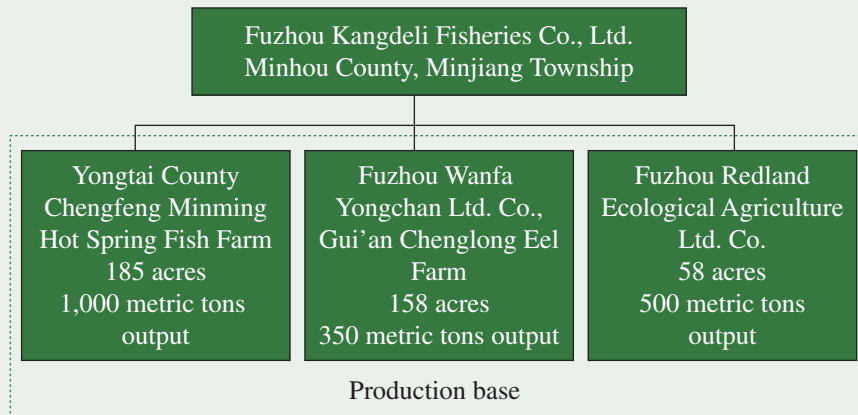 Fuzhou Kangdeli Fisheries Co., Ltd.
Minhou County, Minjiang Township
Yongtai County
Chengfeng Minming
Hot Spring Fish Farm
185 acres
1,000 metric tons
output
Fuzhou Wanfa
Yongchan Ltd. Co.,
Gui’an Chenglong Eel
Farm
158 acres
350 metric tons output
Fuzhou Redland
Ecological Agriculture
Ltd. Co.
58 acres
500 metric tons
output
Production base